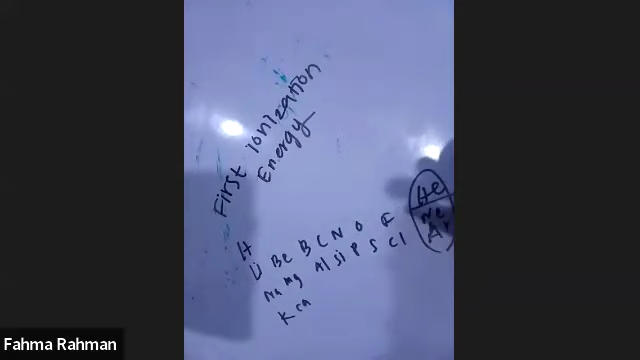 First ionization
Energy
H He
Li Be B C N O F Ne
Na Mg Al Si P S Cl Ar
K Ca
Fahma Rahman